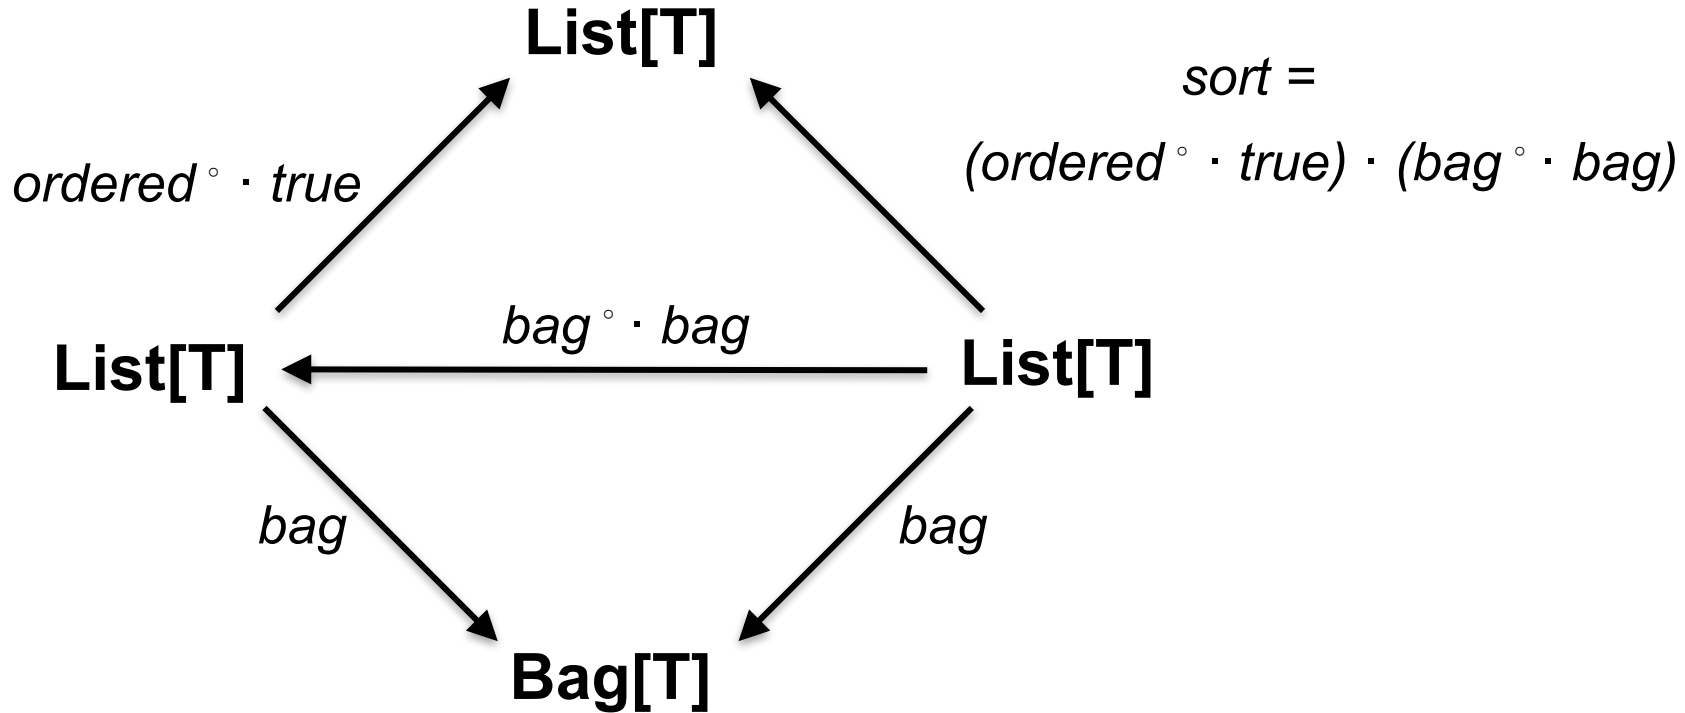 List[T]
sort =
(ordered° · true) · (bag° · bag)
ordered° · true
bag° · bag
List[T]
List[T]
bag
bag
Bag[T]